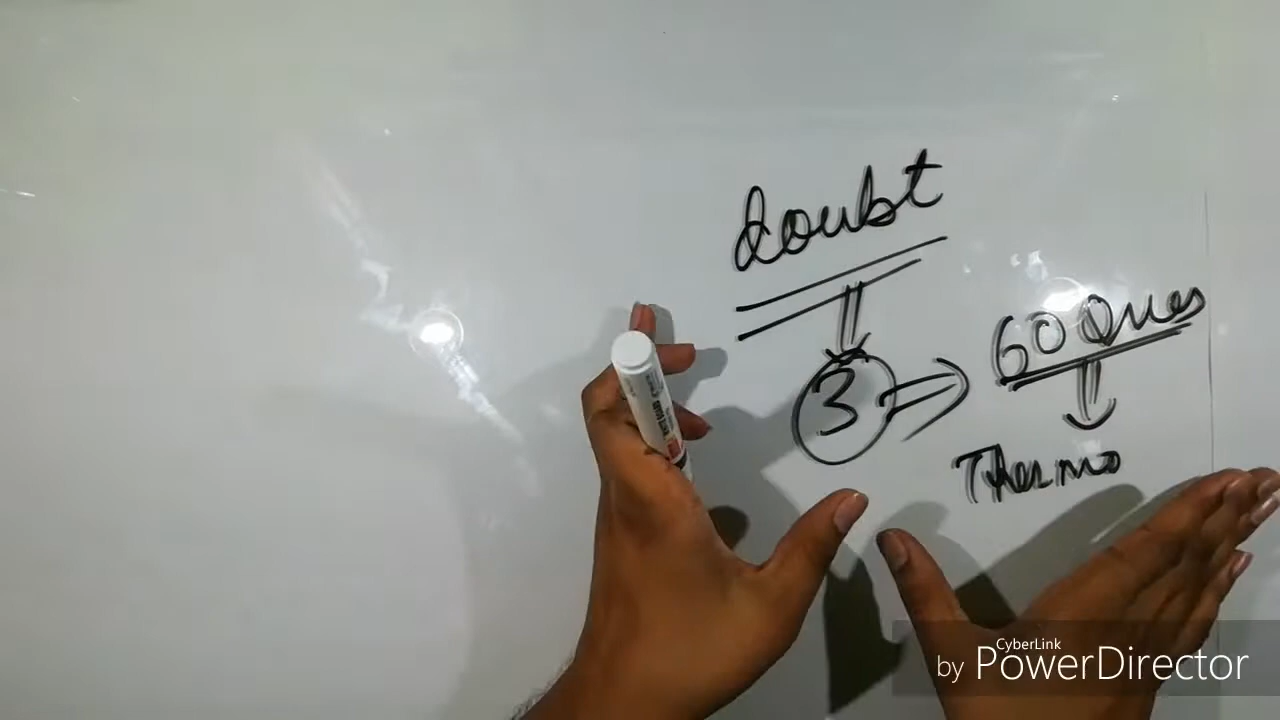 doubt
3 ⇒ 60 Ques
Thermo
CyberLink
by PowerDirector